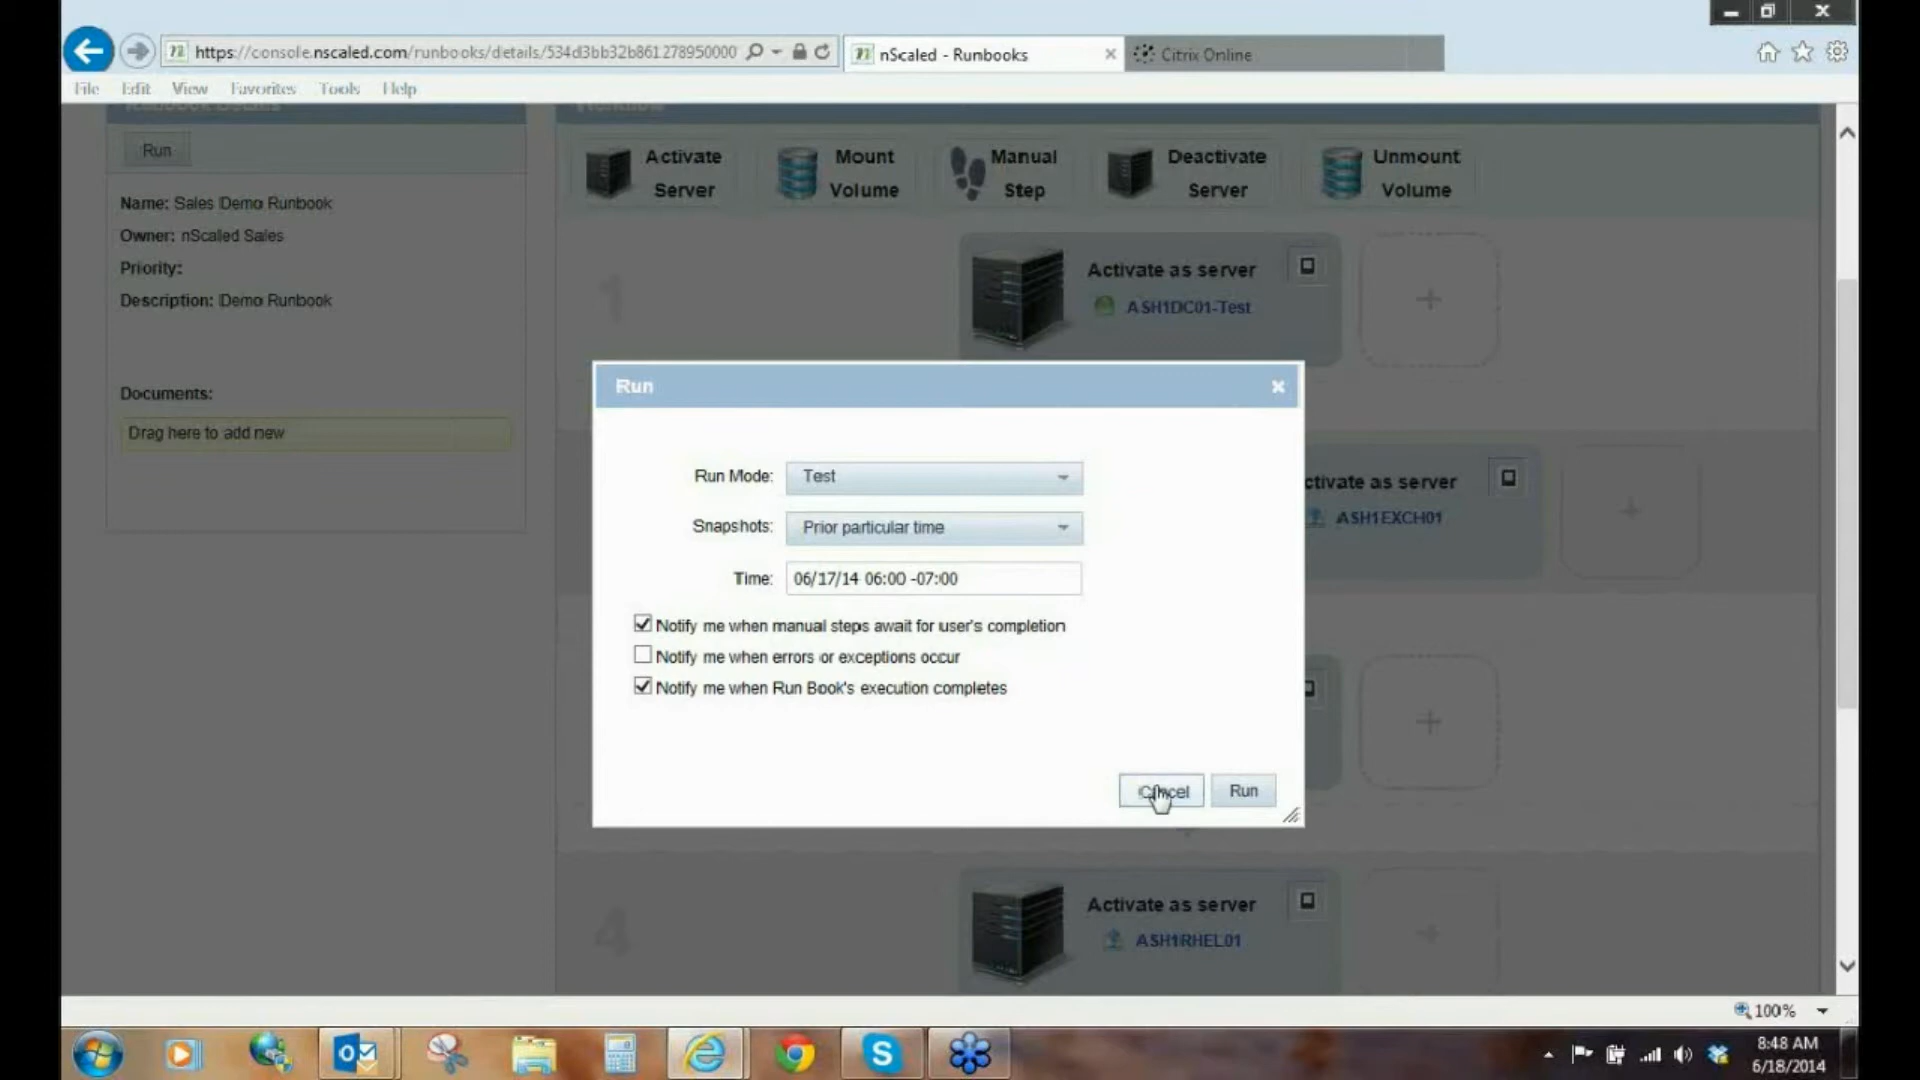 https://console.nscaled.com/runbooks/details/534d3bb32b861278950000
nScaled - Runbooks
Citrix Online
File Edit View Favorites Tools Help
Run
Activate Server
Mount Volume
Manual Step
Deactivate Server
Unmount Volume
Name: Sales Demo Runbook
Owner: nScaled Sales
Priority:
Description: Demo Runbook
Documents:
Drag here to add new
1
Activate as server
ASH1DC01-Test
Run
Run Mode: Test
Snapshots: Prior particular time
Time: 06/17/14 06:00 -07:00
Notify me when manual steps await for user's completion
Notify me when errors or exceptions occur
Notify me when Run Book's execution completes
Cancel Run
ctivate as server
ASH1EXCH01
4
Activate as server
ASH1RHEL01
100%
8:48 AM
6/18/2014